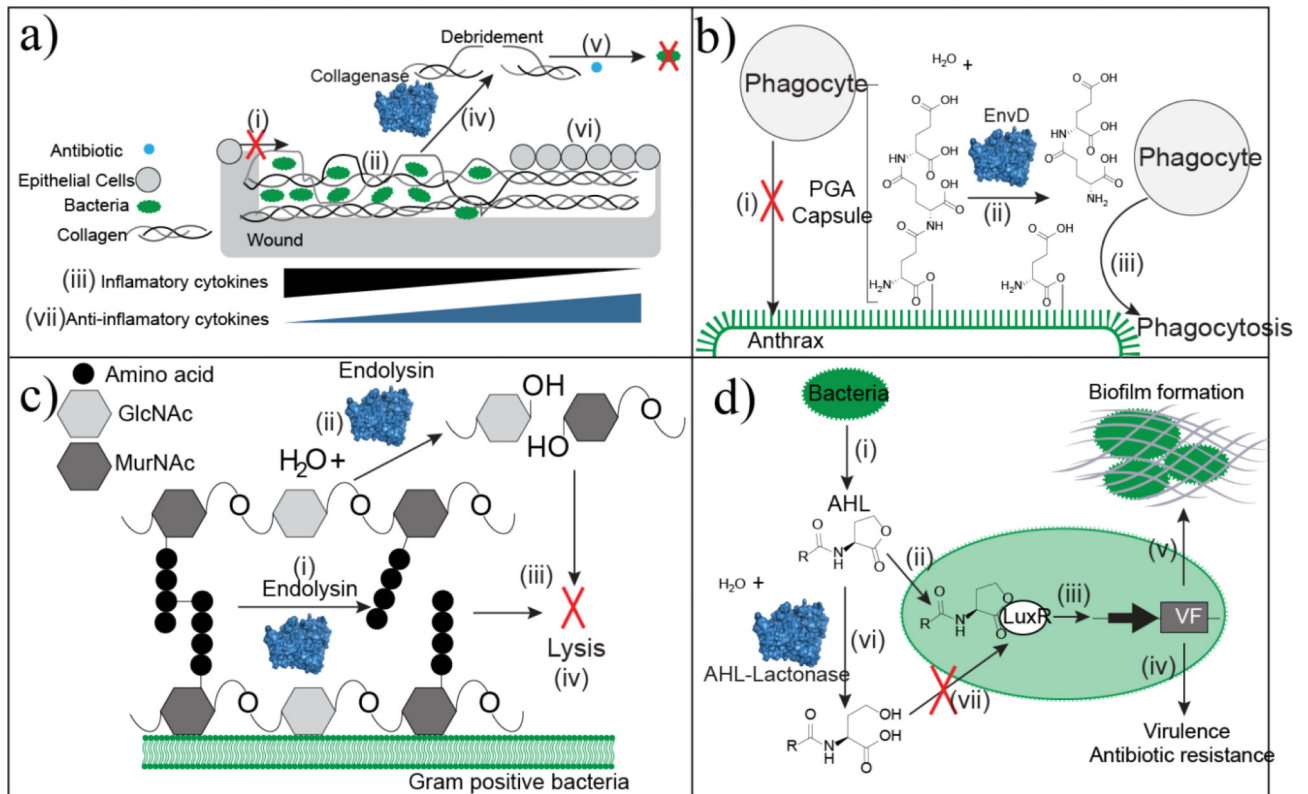 a)
Debridement
(v)
Collagenase
(i)
(iv)
(vi)
(ii)
Antibiotic
Epithelial Cells
Bacteria
Collagen
Wound
(iii) Inflamatory cytokines
(vii) Anti-inflamatory cytokines
b)
Phagocyte
H₂O +
EnvD
Phagocyte
(i)
PGA
Capsule
(ii)
(iii)
Phagocytosis
Anthrax
O
OH
O
OH
N
H
O
O
OH
NH
O
H₂N
O
O
O
OH
O
OH
N
H
O
O
OH
NH₂
O
OH
H₂N
O
O
c)
Amino acid
GlcNAc
MurNAc
Endolysin
(ii)
H₂O+
OH
HO
O
O
O
O
(i)
Endolysin
(iii)
Lysis
(iv)
O
O
O
Gram positive bacteria
d)
Bacteria
Biofilm formation
(i)
AHL
R
O
N
H
O
O
(ii)
H₂O +
AHL-Lactonase
(vi)
R
O
N
H
O
O
LuxR
(iii)
VF
(v)
(iv)
(vii)
R
O
N
H
OH
OH
O
Virulence
Antibiotic resistance